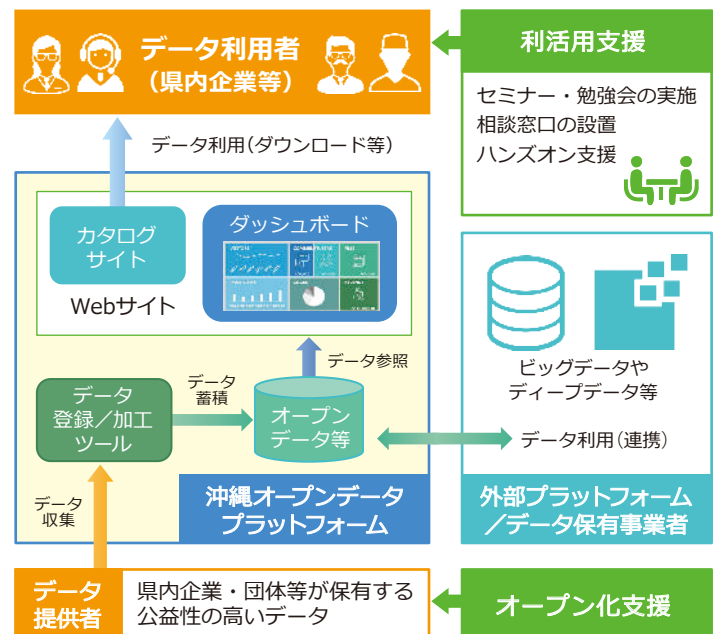 データ利用者
（県内企業等）
利活用支援
セミナー・勉強会の実施
相談窓口の設置
ハンズオン支援
データ利用（ダウンロード等）
カタログ
サイト
ダッシュボード
Webサイト
データ参照
データ
登録／加工
ツール
データ
蓄積
オープン
データ等
ビッグデータや
ディープデータ等
データ利用（連携）
沖縄オープンデータ
プラットフォーム
外部プラットフォーム
／データ保有事業者
データ
収集
データ
提供者
県内企業・団体等が保有する
公益性の高いデータ
オープン化支援